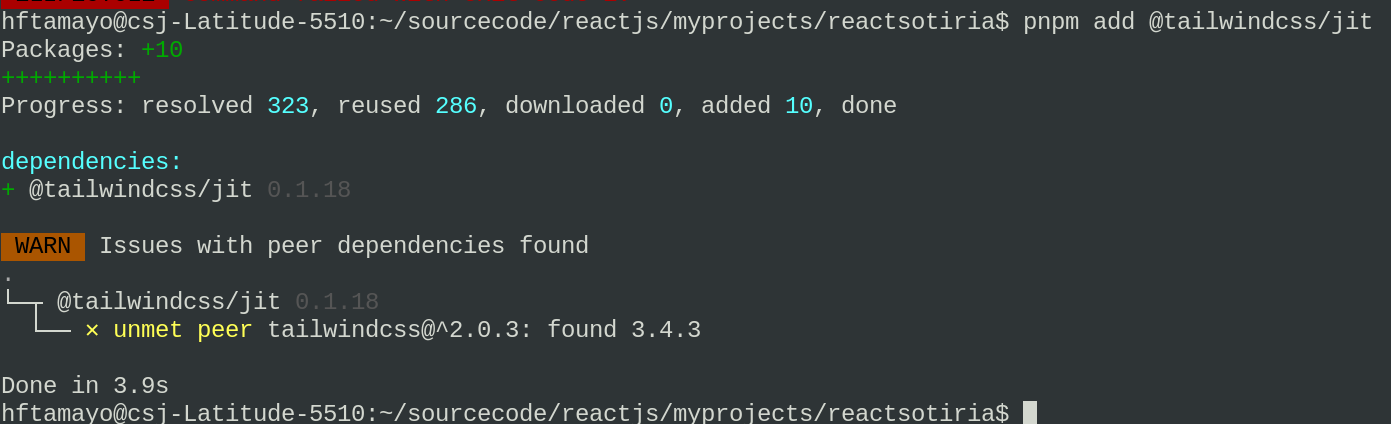 hftamayo@csj-Latitude-5510:~/sourcecode/reactjs/myprojects/reactsotiria$ pnpm add @tailwindcss/jit
Packages: +10
++++++++++
Progress: resolved 323, reused 286, downloaded 0, added 10, done
dependencies:
+ @tailwindcss/jit 0.1.18
WARN Issues with peer dependencies found
.
└─┬ @tailwindcss/jit 0.1.18
  └── × unmet peer tailwindcss@^2.0.3: found 3.4.3
Done in 3.9s
hftamayo@csj-Latitude-5510:~/sourcecode/reactjs/myprojects/reactsotiria$